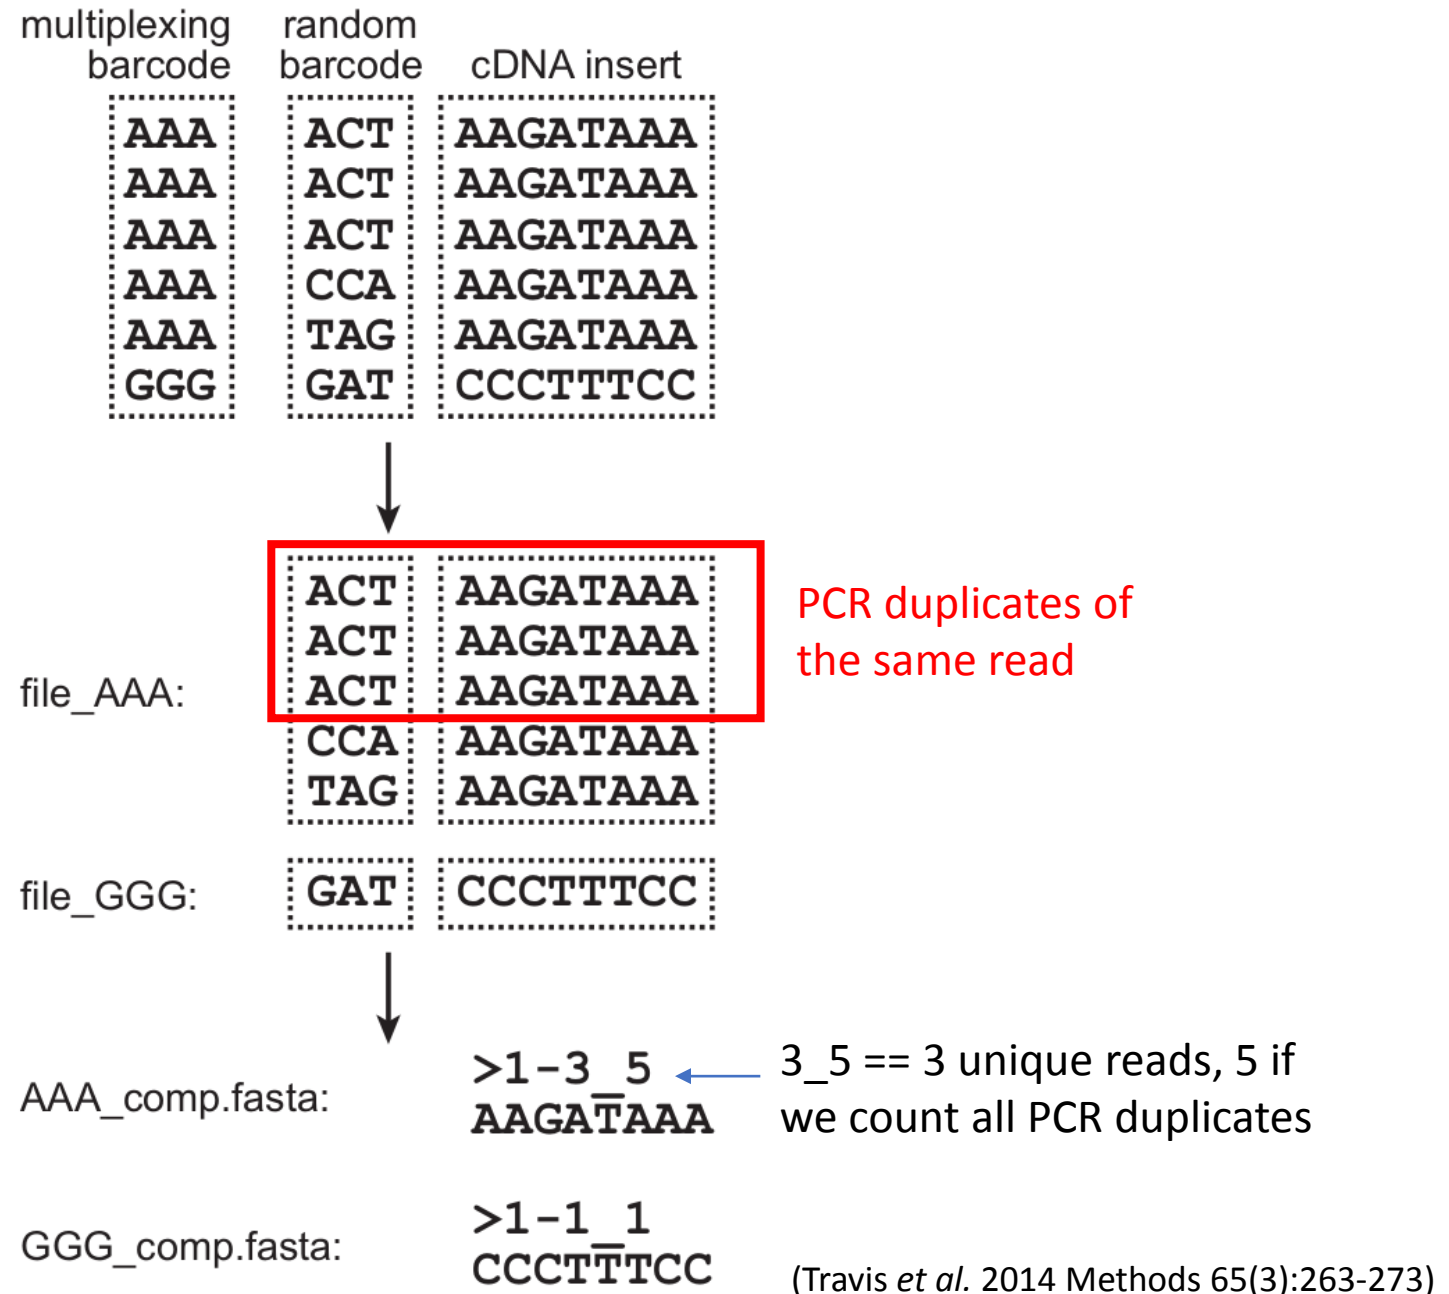 multiplexing barcode random barcode cDNA insert
AAA ACT AAGATAAA
AAA ACT AAGATAAA
AAA ACT AAGATAAA
AAA CCA AAGATAAA
AAA TAG AAGATAAA
GGG GAT CCCTTTCC
ACT AAGATAAA
ACT AAGATAAA
ACT AAGATAAA
CCA AAGATAAA
TAG AAGATAAA
file_AAA:
PCR duplicates of
the same read
file_GGG: GAT CCCTTTCC
AAA_comp.fasta:
>1-3_5
AAGATAAA
3_5 == 3 unique reads, 5 if
we count all PCR duplicates
GGG_comp.fasta:
>1-1_1
CCCTTTCC
(Travis et al. 2014 Methods 65(3):263-273)